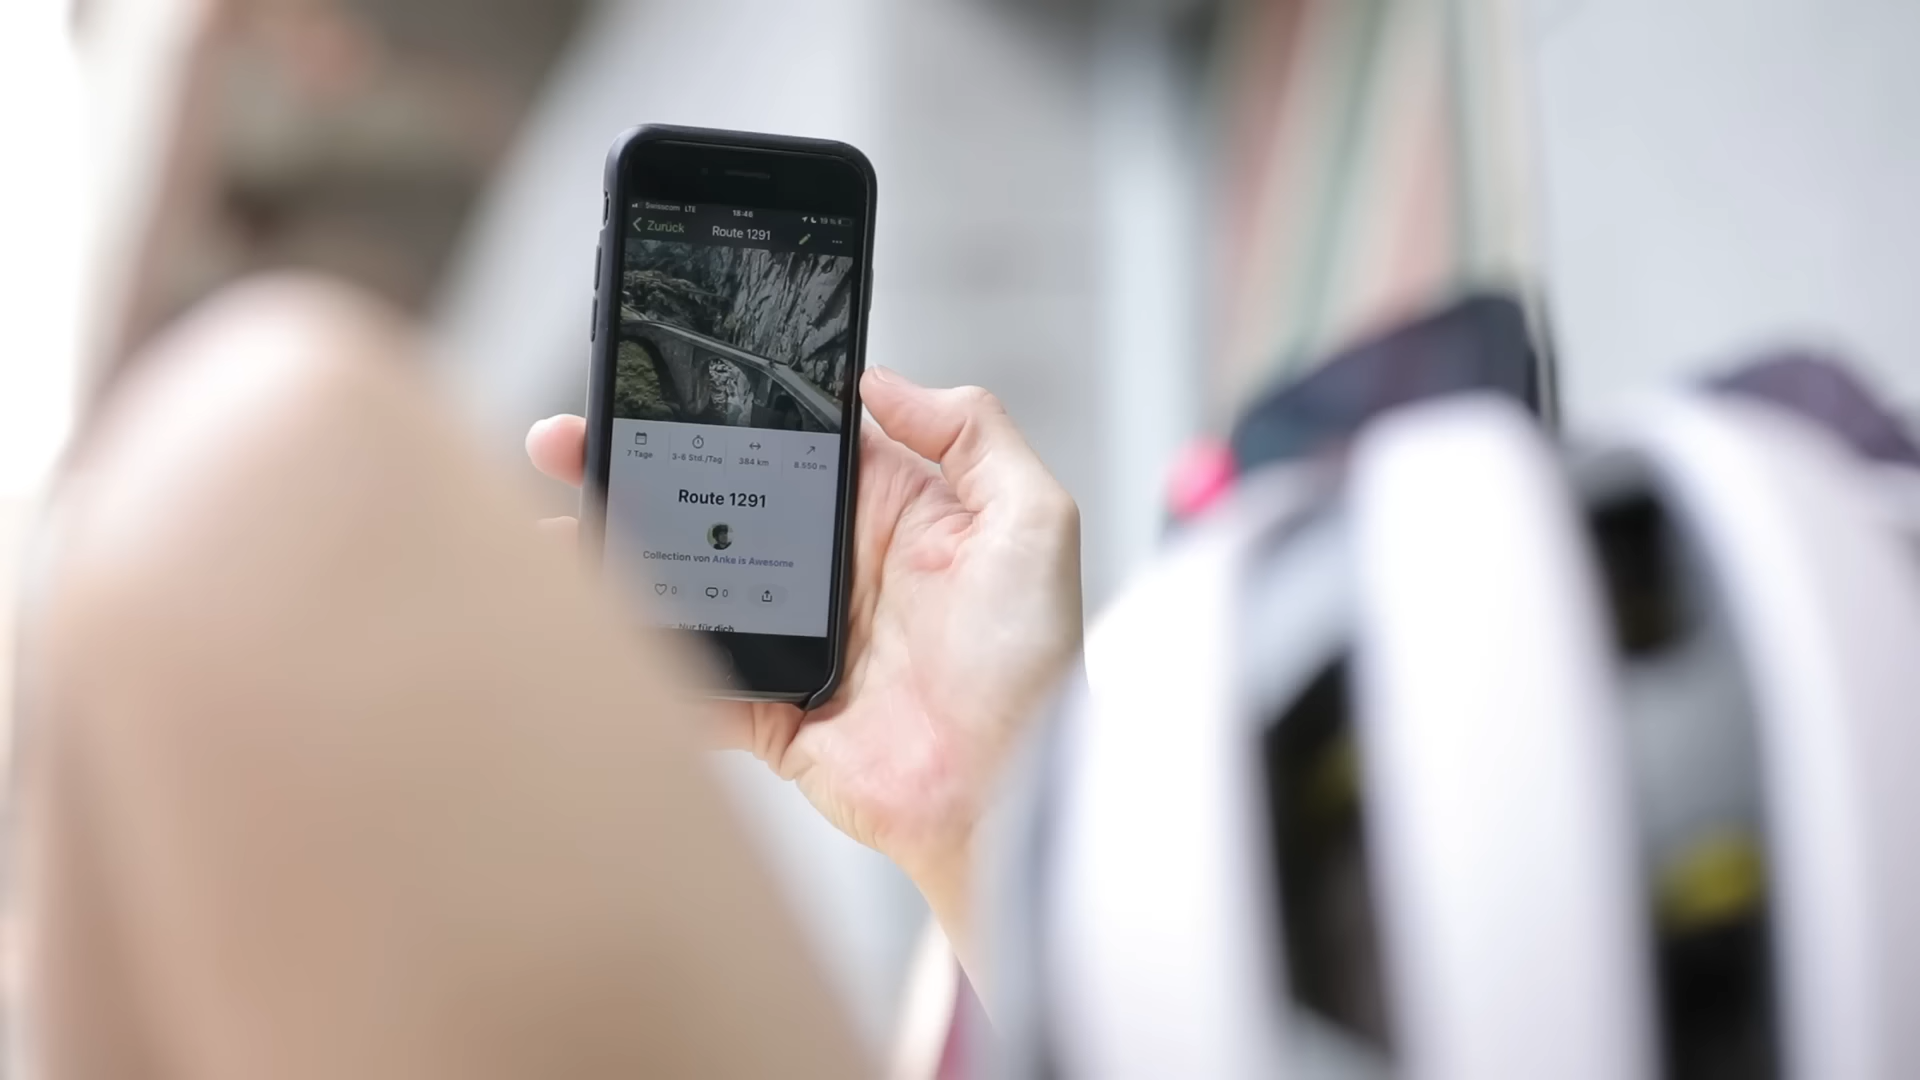 Swisscom LTE 18:46 19 %
Zurück Route 1291
7 Tage 3-6 Std./Tag 384 km 8.550 m
Route 1291
Collection von Anke is Awesome
0 0
Nur für dich